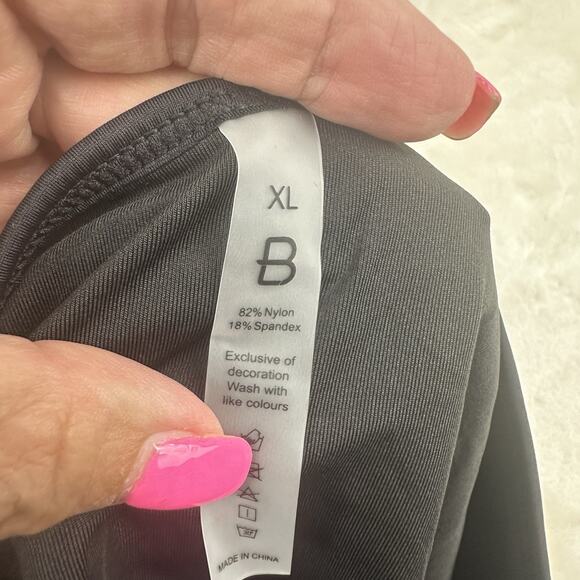 XL
B
82% Nylon
18% Spandex
Exclusive of
decoration
Wash with
like colours
MADE IN CHINA